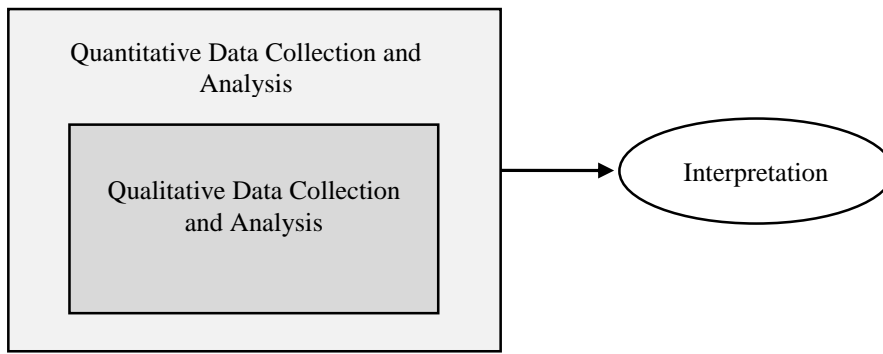 Quantitative Data Collection and
Analysis
Qualitative Data Collection
and Analysis
Interpretation